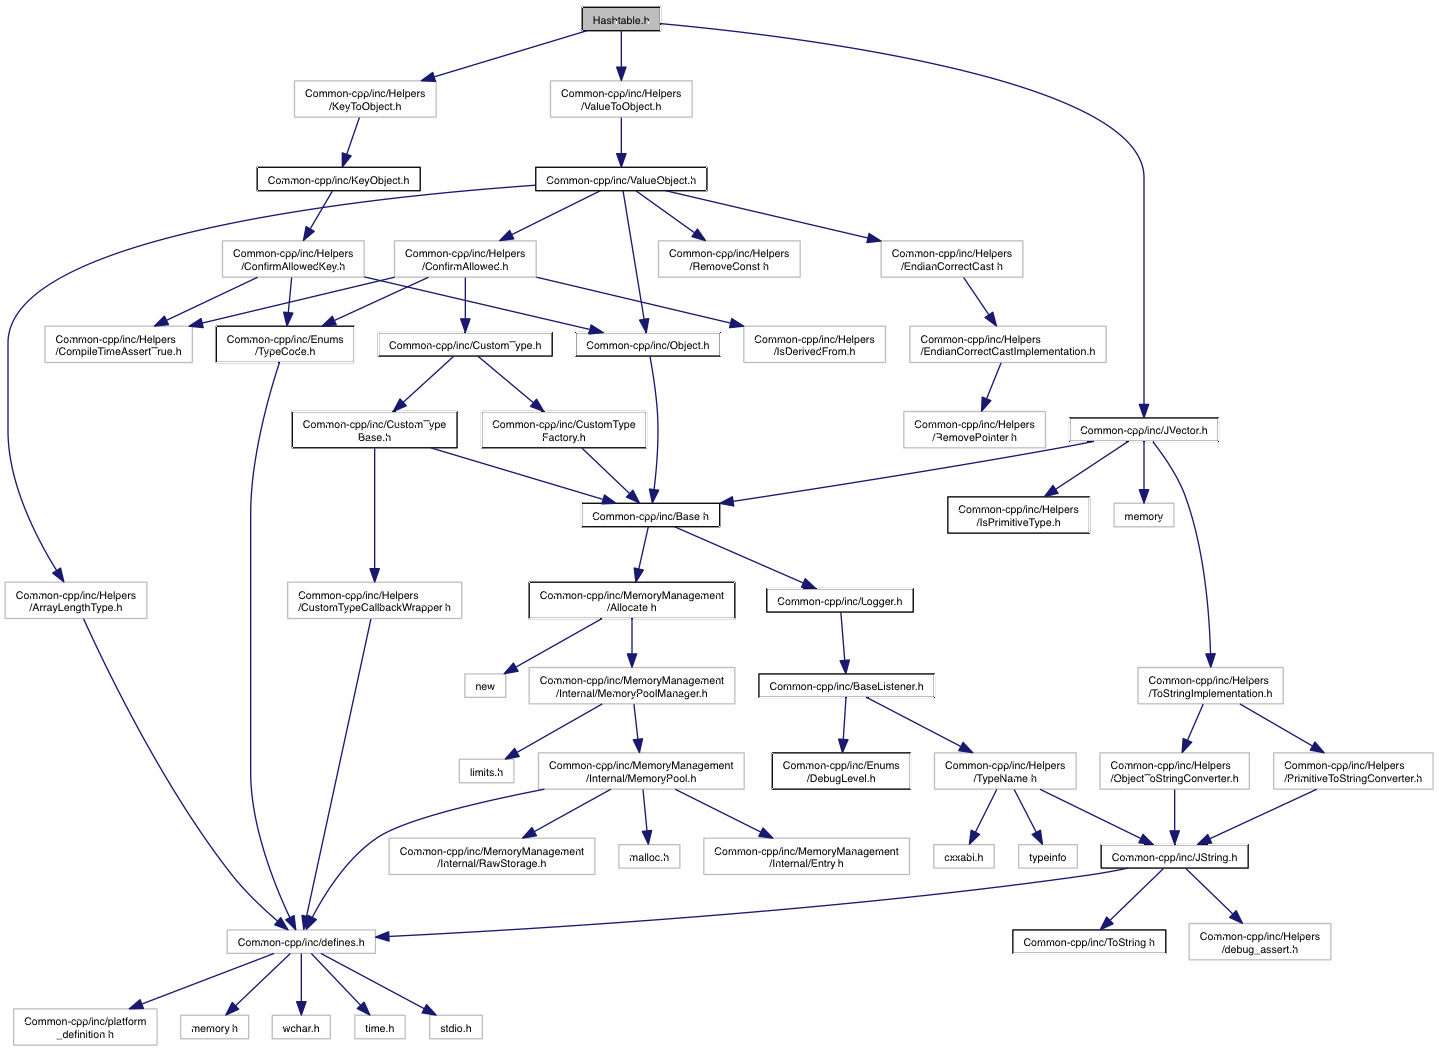 Hashtable.h
Common-cpp/inc/Helpers
/KeyToObject.h
Common-cpp/inc/Helpers
/ValueToObject.h
Common-cpp/inc/KeyObject.h
Common-cpp/inc/ValueObject.h
Common-cpp/inc/Helpers
/ConfirmAllowedKey.h
Common-cpp/inc/Helpers
/ConfirmAllowed.h
Common-cpp/inc/Helpers
/RemoveConst.h
Common-cpp/inc/Helpers
/EndianCorrectCast.h
Common-cpp/inc/Helpers
/CompileTimeAssertTrue.h
Common-cpp/inc/Enums
/TypeCode.h
Common-cpp/inc/CustomType.h
Common-cpp/inc/Object.h
Common-cpp/inc/Helpers
/IsDerivedFrom.h
Common-cpp/inc/Helpers
/EndianCorrectCastImplementation.h
Common-cpp/inc/CustomType
Base.h
Common-cpp/inc/CustomType
Factory.h
Common-cpp/inc/Helpers
/RemovePointer.h
Common-cpp/inc/JVector.h
Common-cpp/inc/Base.h
Common-cpp/inc/Helpers
/IsPrimitiveType.h
memory
Common-cpp/inc/Helpers
/ArrayLengthType.h
Common-cpp/inc/Helpers
/CustomTypeCallbackWrapper.h
Common-cpp/inc/MemoryManagement
/Allocate.h
Common-cpp/inc/Logger.h
new
Common-cpp/inc/MemoryManagement
/Internal/MemoryPoolManager.h
Common-cpp/inc/BaseListener.h
Common-cpp/inc/Helpers
/ToStringImplementation.h
limits.h
Common-cpp/inc/MemoryManagement
/Internal/MemoryPool.h
Common-cpp/inc/Enums
/DebugLevel.h
Common-cpp/inc/Helpers
/TypeName.h
Common-cpp/inc/Helpers
/ObjectToStringConverter.h
Common-cpp/inc/Helpers
/PrimitiveToStringConverter.h
Common-cpp/inc/MemoryManagement
/Internal/RawStorage.h
malloc.h
Common-cpp/inc/MemoryManagement
/Internal/Entry.h
cxxabi.h
typeinfo
Common-cpp/inc/JString.h
Common-cpp/inc/defines.h
Common-cpp/inc/ToString.h
Common-cpp/inc/Helpers
/debug_assert.h
Common-cpp/inc/platform
_definition.h
memory.h
wchar.h
time.h
stdio.h